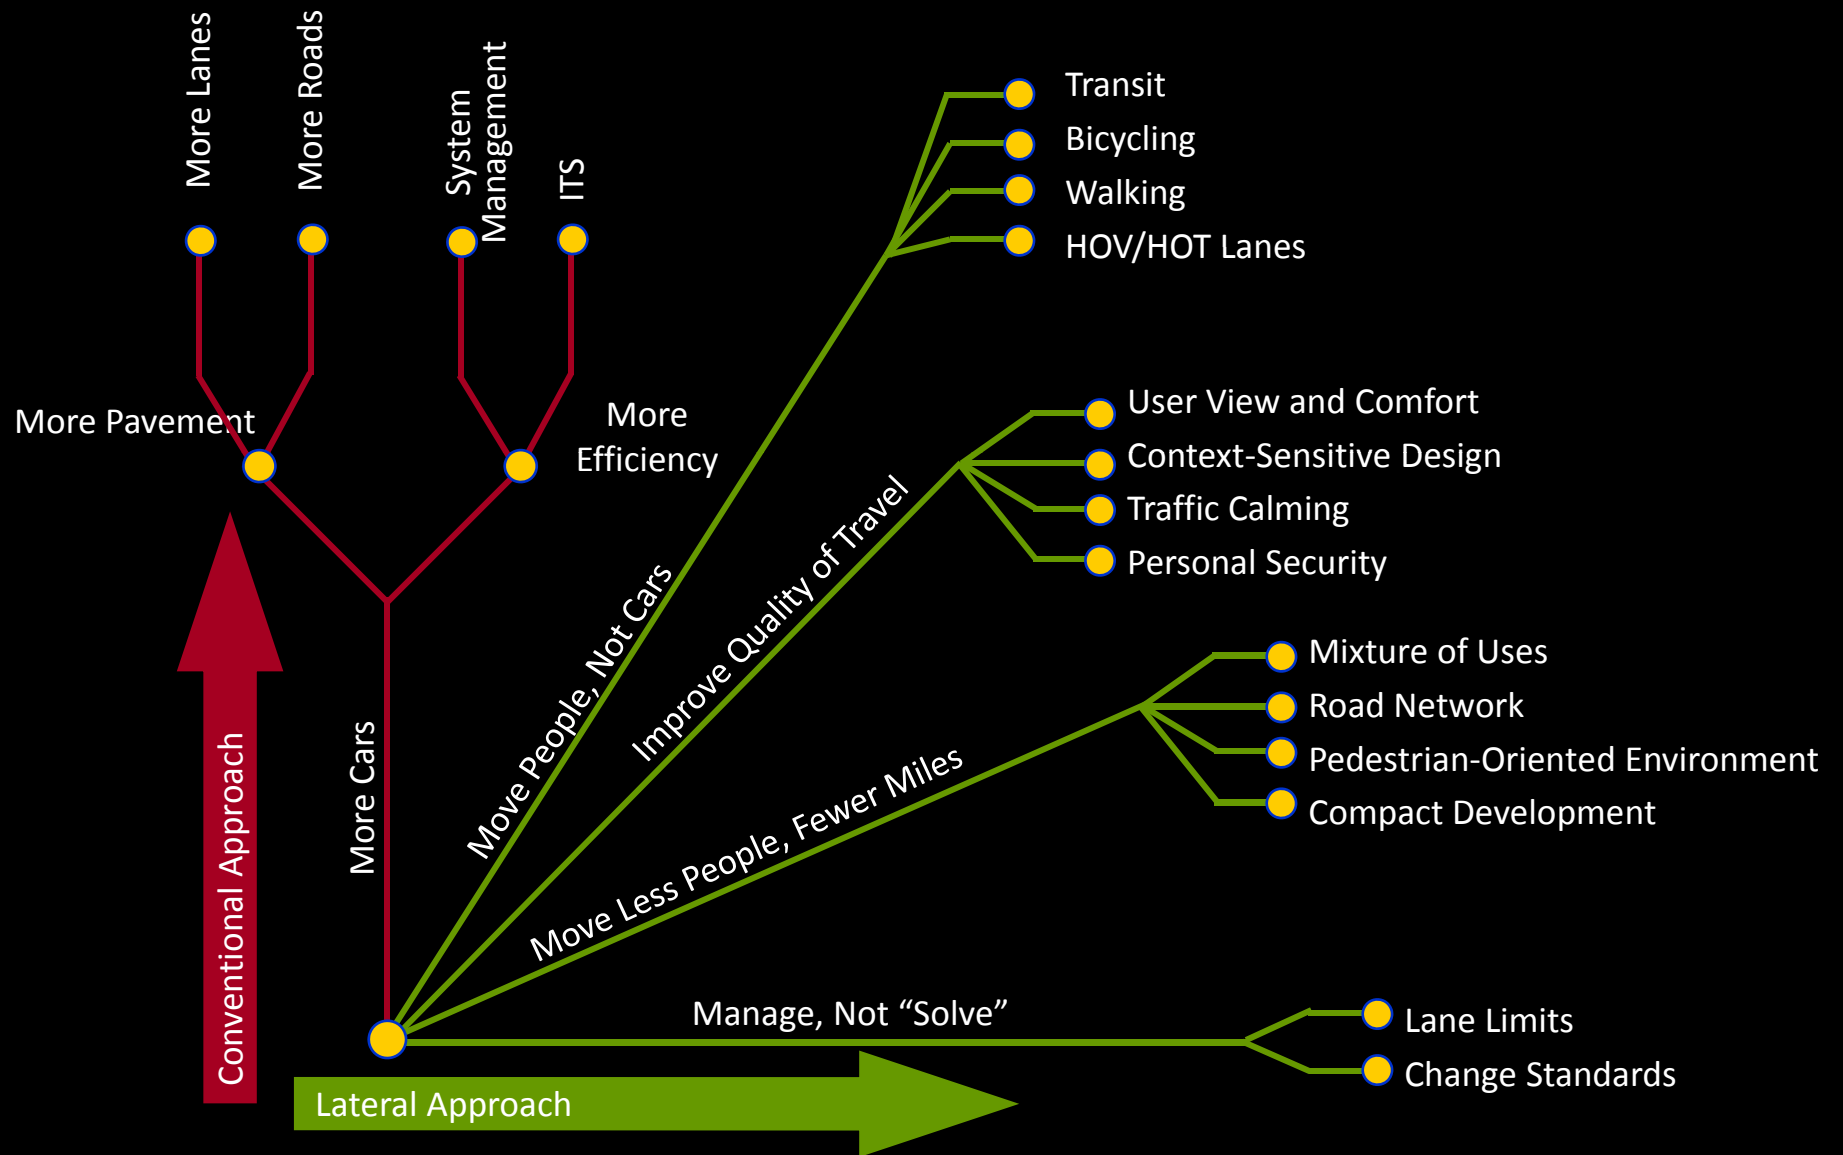 More Lanes
More Roads
System
Management
ITS
More Pavement
More
Efficiency
More Cars
Conventional Approach
Move People, Not Cars
Transit
Bicycling
Walking
HOV/HOT Lanes
Improve Quality of Travel
User View and Comfort
Context-Sensitive Design
Traffic Calming
Personal Security
Move Less People, Fewer Miles
Mixture of Uses
Road Network
Pedestrian-Oriented Environment
Compact Development
Manage, Not “Solve”
Lane Limits
Change Standards
Lateral Approach